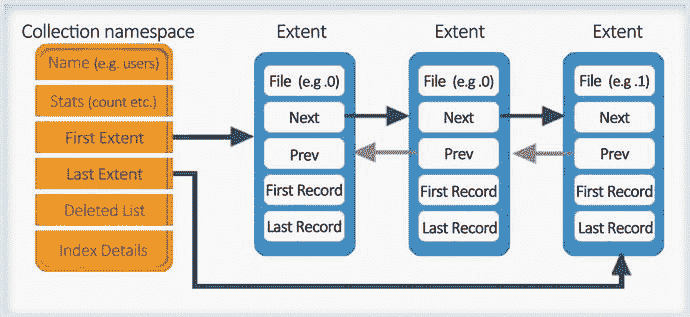 Collection namespace
Name (e.g. users)
Stats (count etc.)
First Extent
Last Extent
Deleted List
Index Details
Extent
File (e.g .0)
Next
Prev
First Record
Last Record
Extent
File (e.g .0)
Next
Prev
First Record
Last Record
Extent
File (e.g .1)
Next
Prev
First Record
Last Record